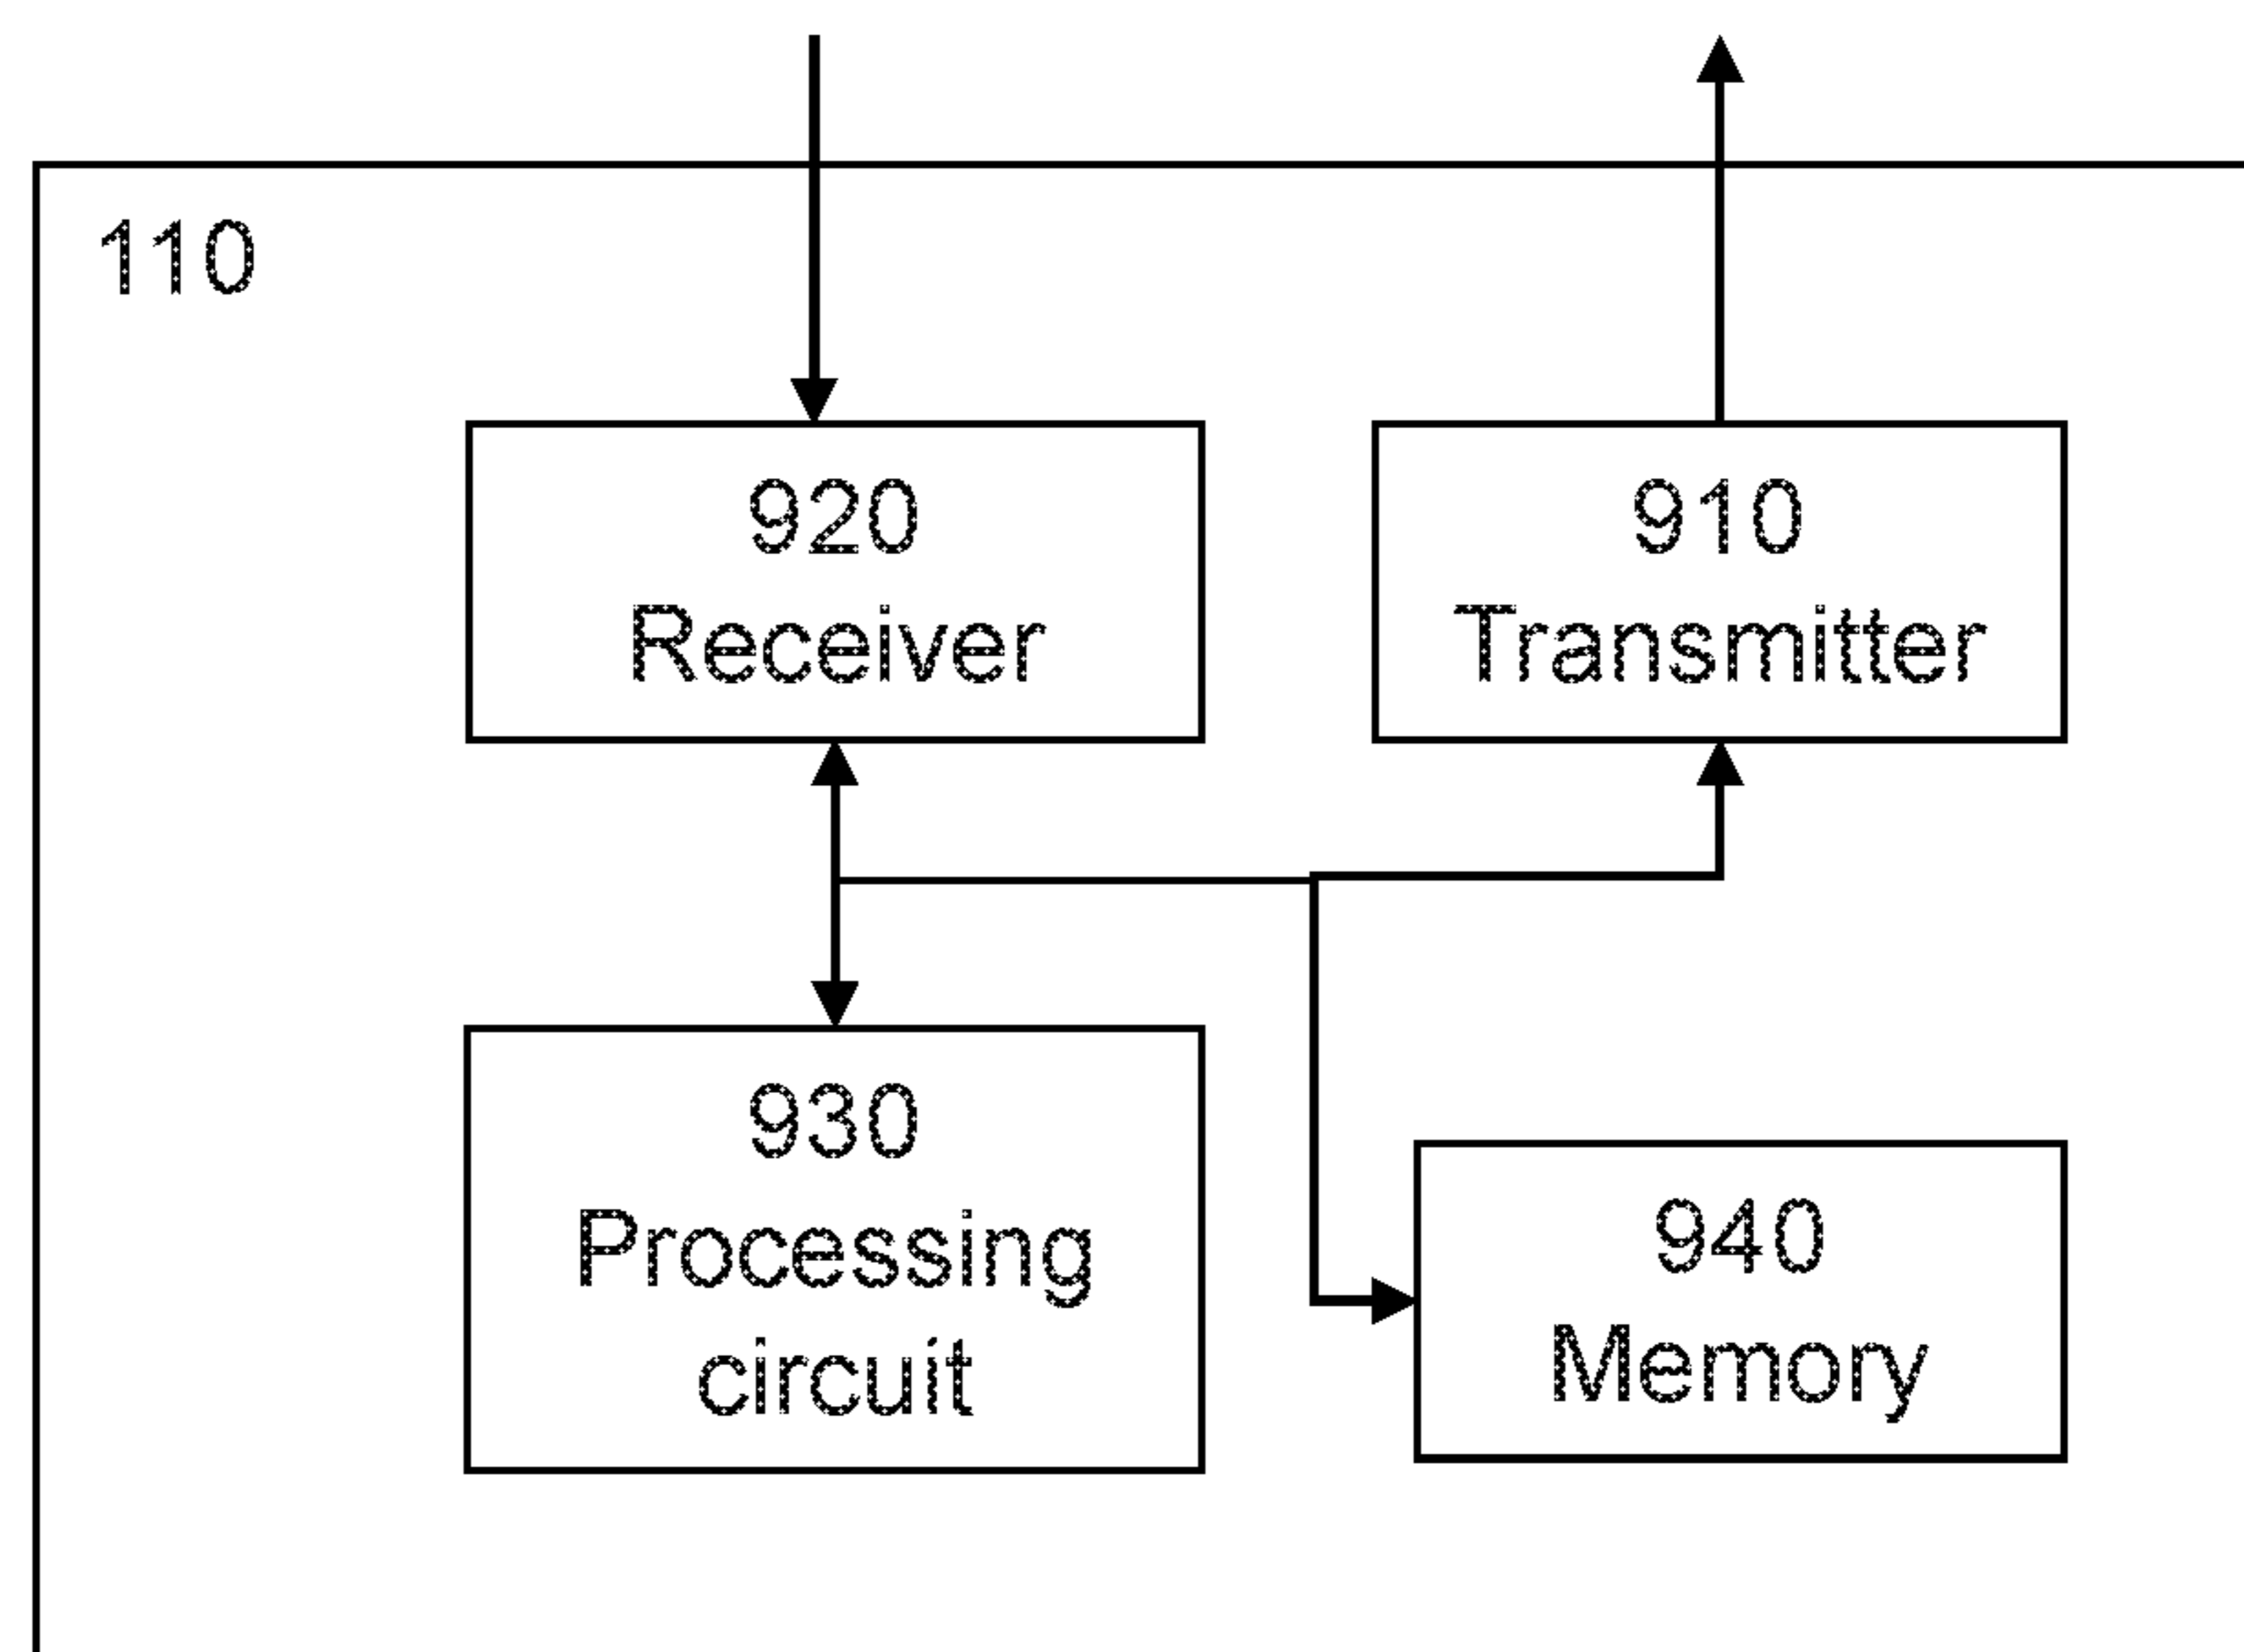 110
920
Receiver
910
Transmitter
930
Processing
circuit
940
Memory